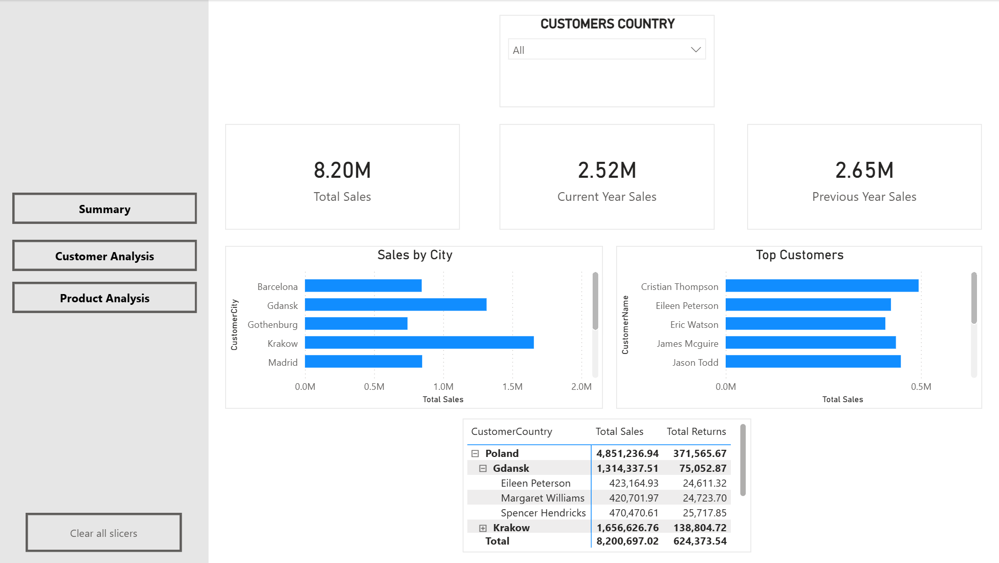 CUSTOMERS COUNTRY
All
8.20M
Total Sales
2.52M
Current Year Sales
2.65M
Previous Year Sales
Summary
Customer Analysis
Product Analysis
Clear all slicers
Sales by City
CustomerCity
Barcelona
Gdansk
Gothenburg
Krakow
Madrid
0.0M 0.5M 1.0M 1.5M 2.0M
Total Sales
Top Customers
CustomerName
Cristian Thompson
Eileen Peterson
Eric Watson
James Mcguire
Jason Todd
0.0M 0.5M
Total Sales
CustomerCountry Total Sales Total Returns
Poland 4,851,236.94 371,565.67
Gdansk 1,314,337.51 75,052.87
Eileen Peterson 423,164.93 24,611.32
Margaret Williams 420,701.97 24,723.70
Spencer Hendricks 470,470.61 25,717.85
Krakow 1,656,626.76 138,804.72
Total 8,200,697.02 624,373.54